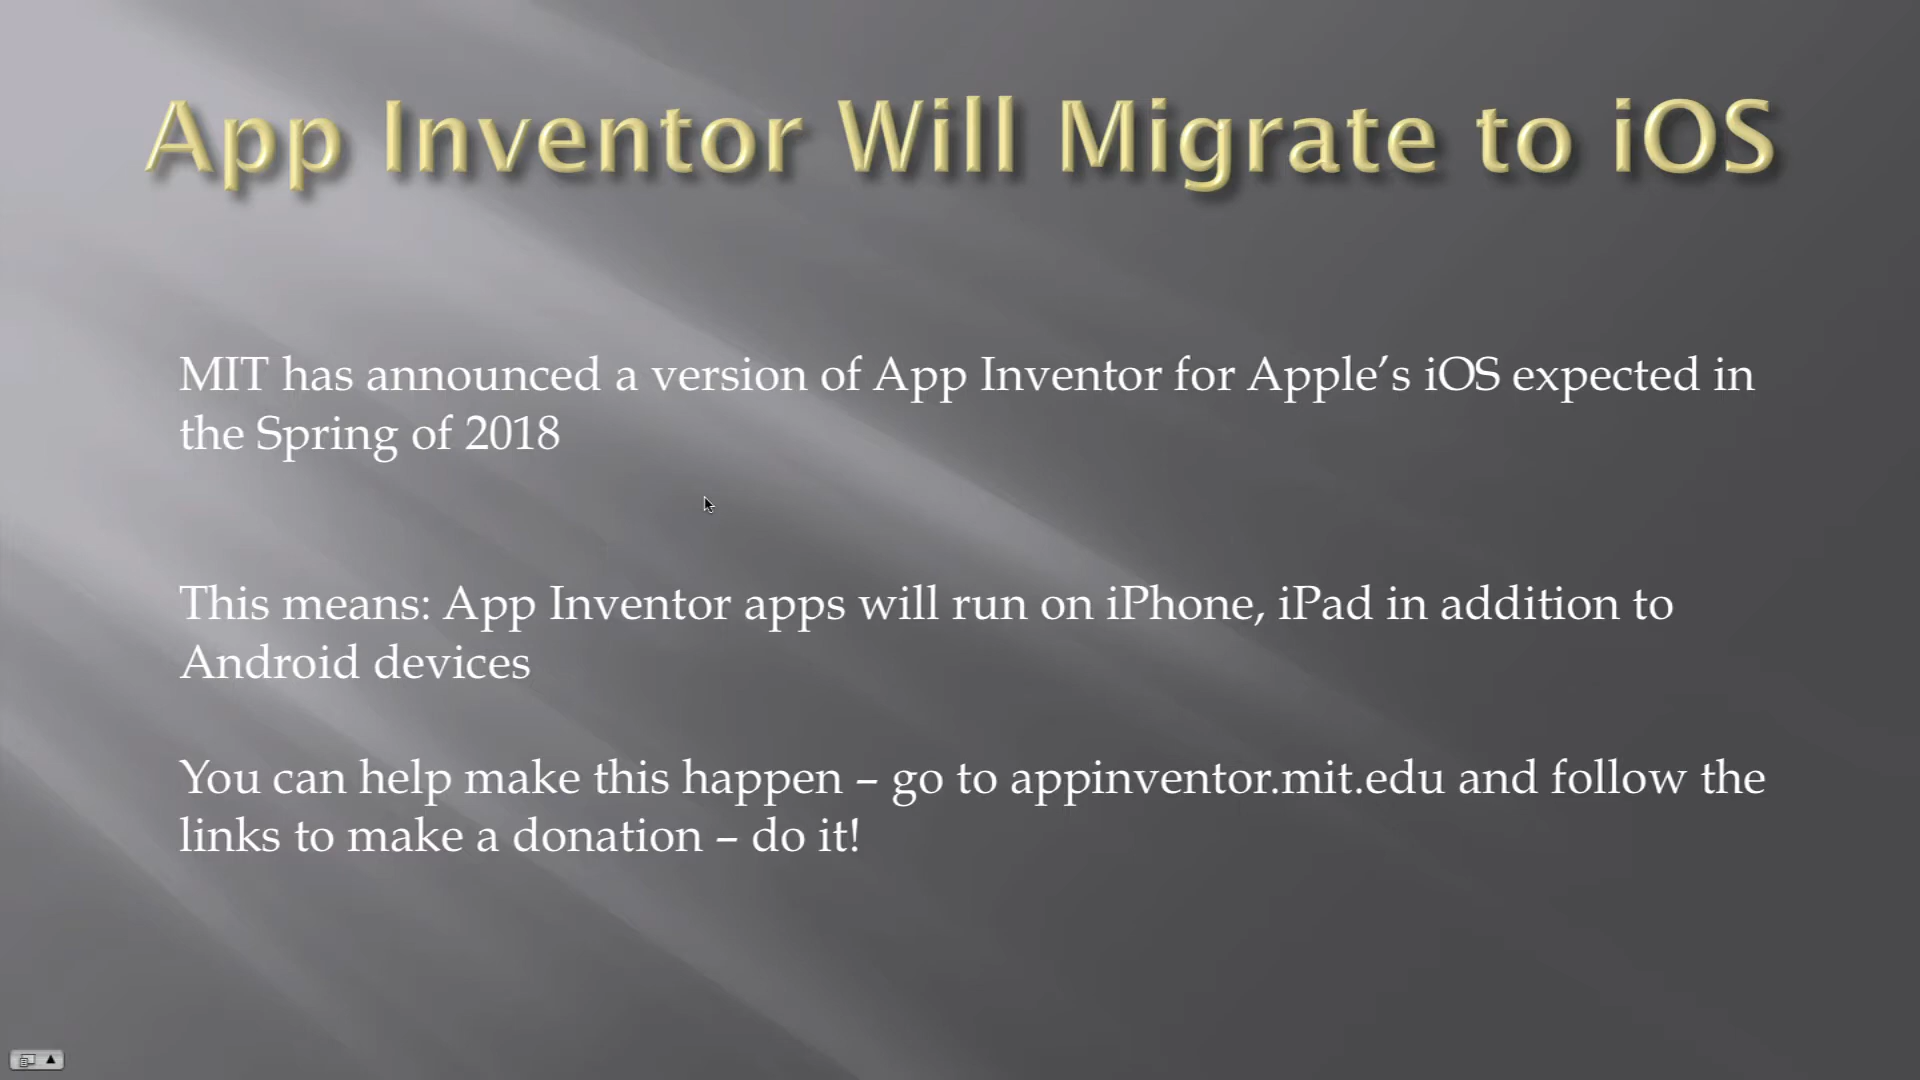 App Inventor Will Migrate to iOS
MIT has announced a version of App Inventor for Apple’s iOS expected in
the Spring of 2018
This means: App Inventor apps will run on iPhone, iPad in addition to
Android devices
You can help make this happen – go to appinventor.mit.edu and follow the
links to make a donation – do it!